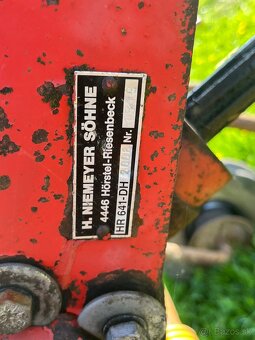 H. NIEMEYER SÖHNE
4446 Hörstel-Riesenbeck
HR 641-DH Nr.